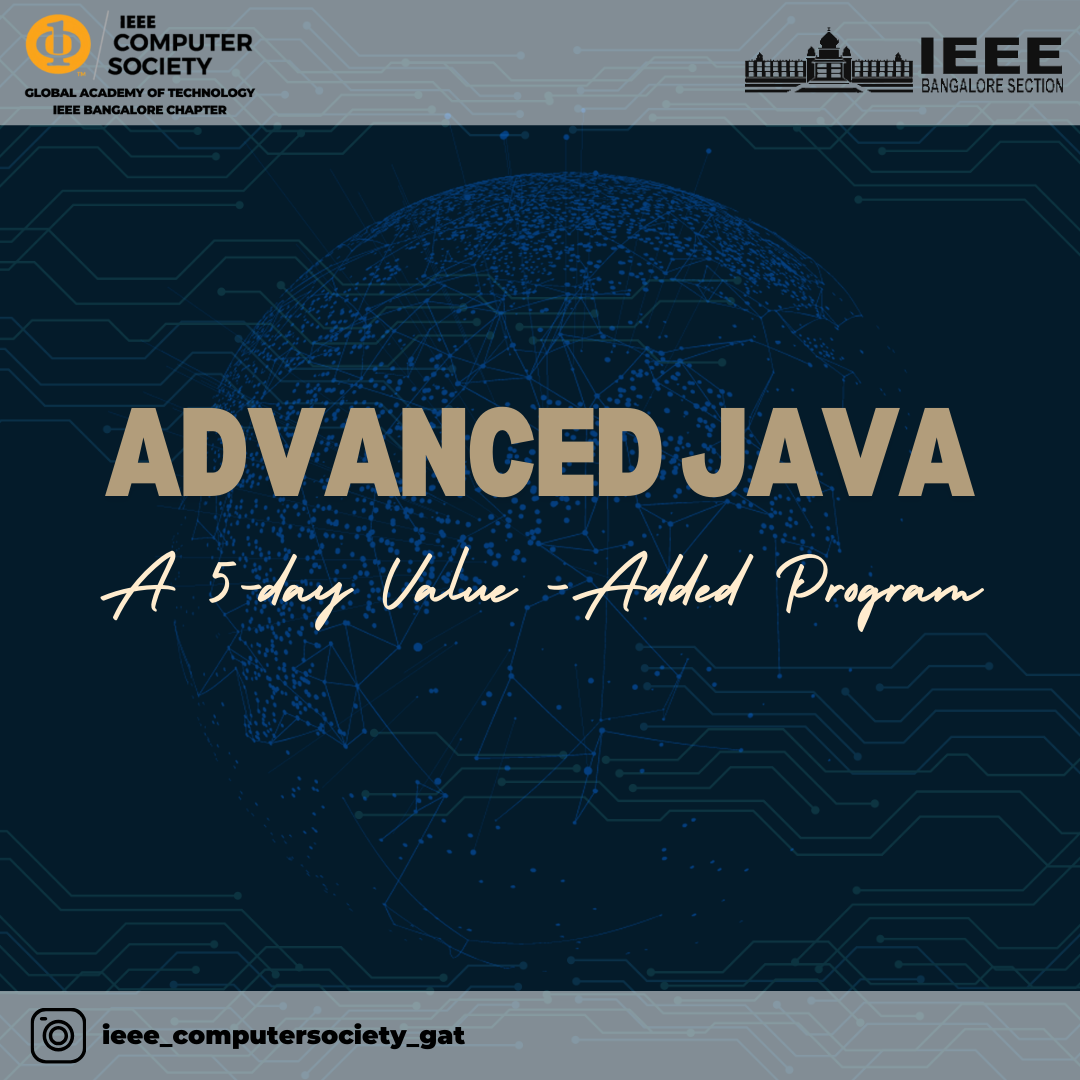 IEEE
COMPUTER
SOCIETY
TM
GLOBAL ACADEMY OF TECHNOLOGY
IEEE BANGALORE CHAPTER
IEEE
BANGALORE SECTION
ADVANCED JAVA
A 5-day Value -Added Program
ieee_computersociety_gat